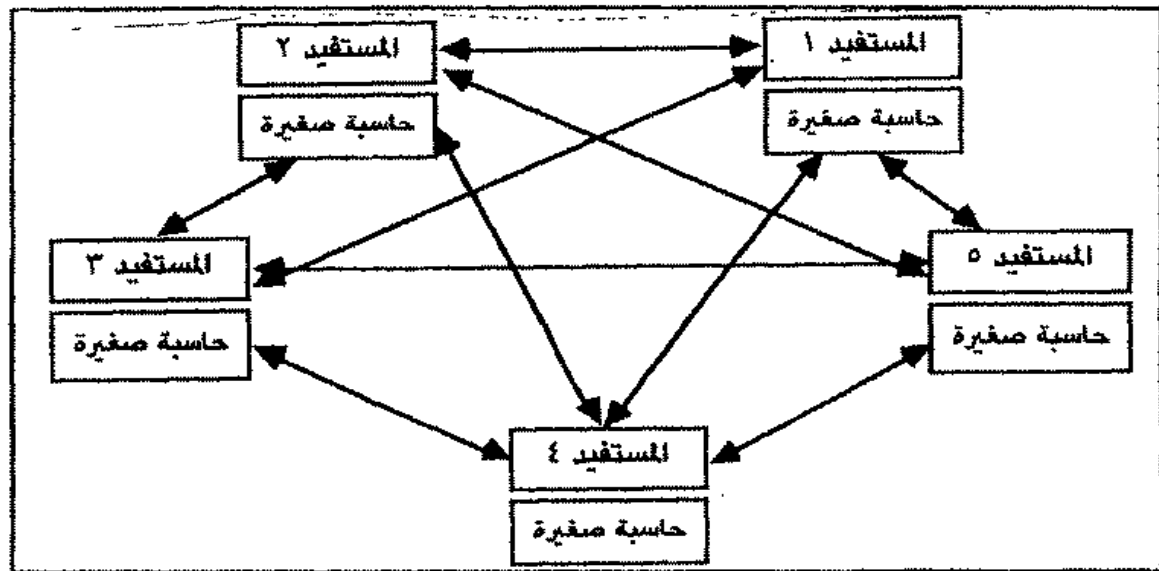 المستفيد ١
حاسبة صغيرة
المستفيد ٢
حاسبة صغيرة
المستفيد ٣
حاسبة صغيرة
المستفيد ٤
حاسبة صغيرة
المستفيد ٥
حاسبة صغيرة